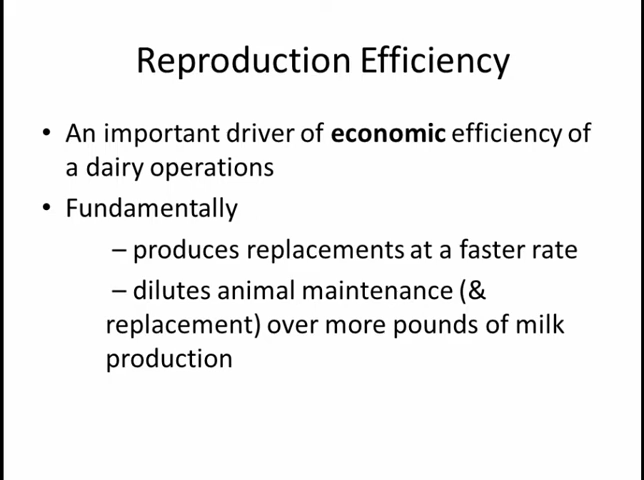 Reproduction Efficiency
• An important driver of economic efficiency of
a dairy operations
• Fundamentally
– produces replacements at a faster rate
– dilutes animal maintenance (&
replacement) over more pounds of milk
production